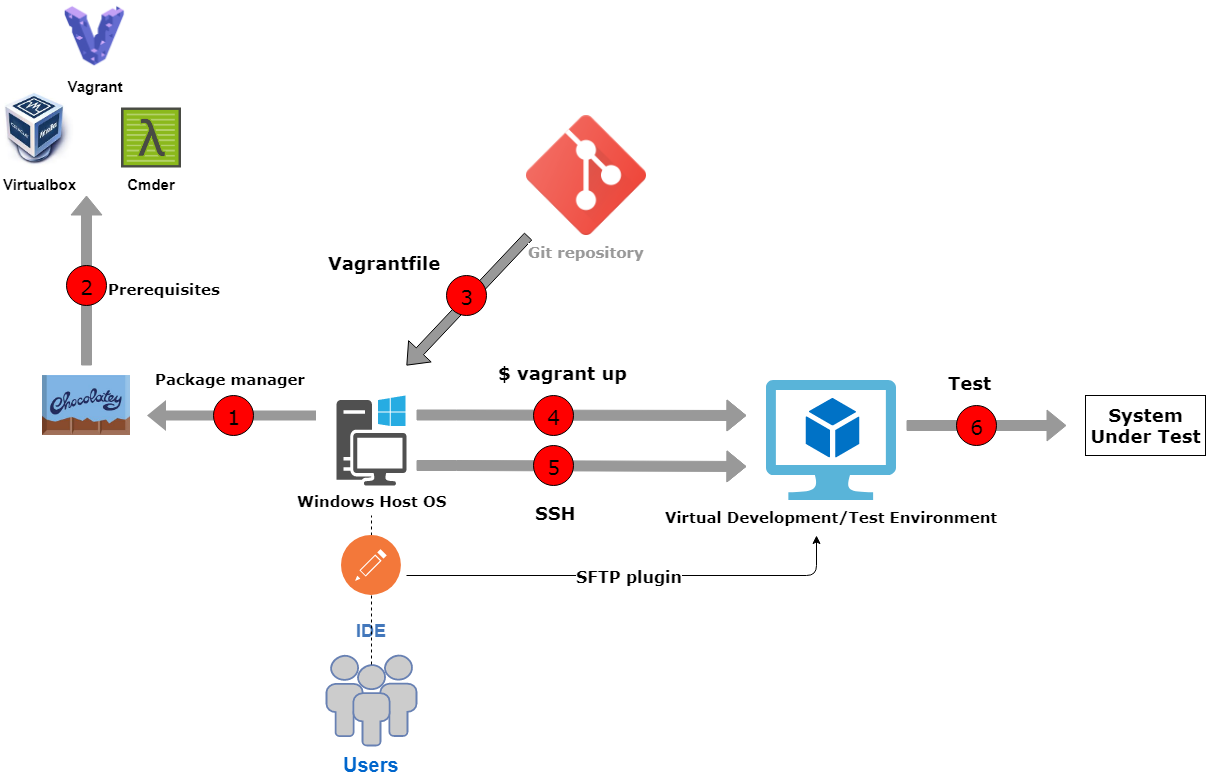 Vagrant
Virtualbox
Cmder
Git repository
Vagrantfile
3
2
Prerequisites
Chocolatey
Package manager
1
$ vagrant up
4
Test
6
System
Under Test
5
Windows Host OS
SSH
Virtual Development/Test Environment
SFTP plugin
IDE
Users